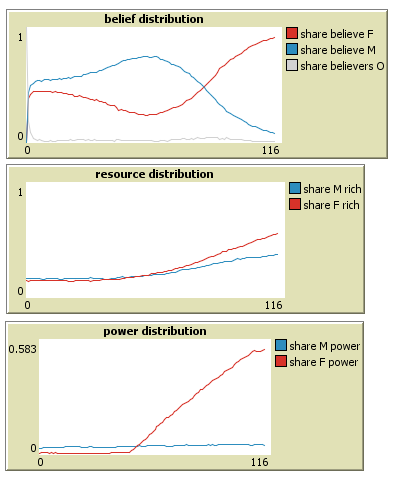 belief distribution
1
share believe F
share believe M
share believers O
0
0
116
resource distribution
1
share M rich
share F rich
0
0
116
power distribution
0.583
share M power
share F power
0
0
116